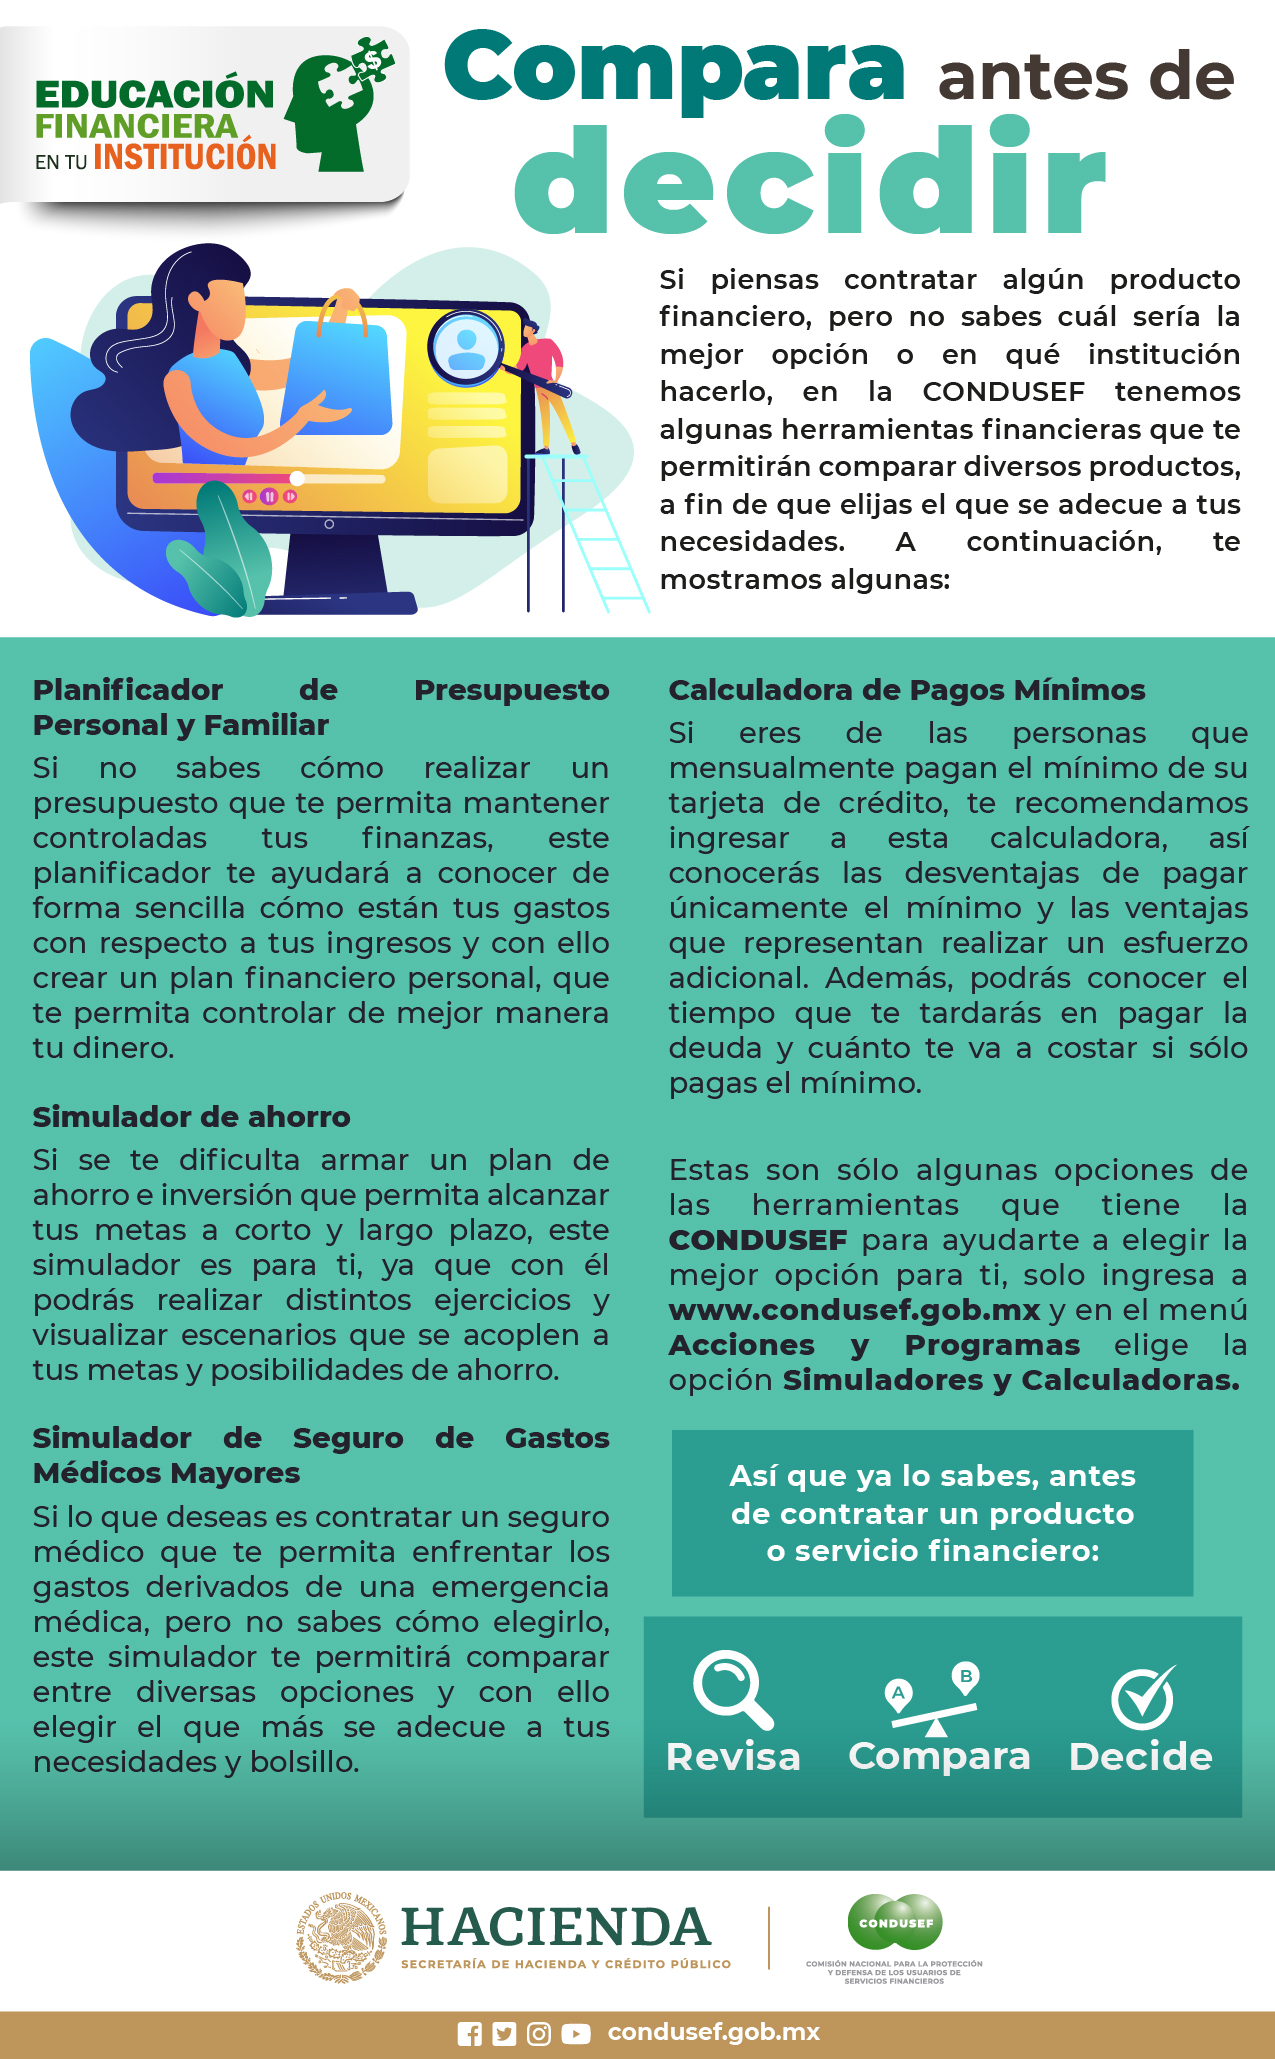 EDUCACIÓN
FINANCIERA
EN TU INSTITUCIÓN
$
Compara antes de
decidir
Si piensas contratar algún producto
financiero, pero no sabes cuál sería la
mejor opción o en qué institución
hacerlo, en la CONDUSEF tenemos
algunas herramientas financieras que te
permitirán comparar diversos productos,
a fin de que elijas el que se adecue a tus
necesidades. A continuación, te
mostramos algunas:
Planificador de Presupuesto
Personal y Familiar
Si no sabes cómo realizar un
presupuesto que te permita mantener
controladas tus finanzas, este
planificador te ayudará a conocer de
forma sencilla cómo están tus gastos
con respecto a tus ingresos y con ello
crear un plan financiero personal, que
te permita controlar de mejor manera
tu dinero.
Simulador de ahorro
Si se te dificulta armar un plan de
ahorro e inversión que permita alcanzar
tus metas a corto y largo plazo, este
simulador es para ti, ya que con él
podrás realizar distintos ejercicios y
visualizar escenarios que se acoplen a
tus metas y posibilidades de ahorro.
Simulador de Seguro de Gastos
Médicos Mayores
Si lo que deseas es contratar un seguro
médico que te permita enfrentar los
gastos derivados de una emergencia
médica, pero no sabes cómo elegirlo,
este simulador te permitirá comparar
entre diversas opciones y con ello
elegir el que más se adecue a tus
necesidades y bolsillo.
Calculadora de Pagos Mínimos
Si eres de las personas que
mensualmente pagan el mínimo de su
tarjeta de crédito, te recomendamos
ingresar a esta calculadora, así
conocerás las desventajas de pagar
únicamente el mínimo y las ventajas
que representan realizar un esfuerzo
adicional. Además, podrás conocer el
tiempo que te tardarás en pagar la
deuda y cuánto te va a costar si sólo
pagas el mínimo.
Estas son sólo algunas opciones de
las herramientas que tiene la
CONDUSEF para ayudarte a elegir la
mejor opción para ti, solo ingresa a
www.condusef.gob.mx y en el menú
Acciones y Programas elige la
opción Simuladores y Calculadoras.
Así que ya lo sabes, antes
de contratar un producto
o servicio financiero:
A B
Revisa Compara Decide
ESTADOS UNIDOS MEXICANOS
HACIENDA
SECRETARÍA DE HACIENDA Y CRÉDITO PÚBLICO
CONDUSEF
COMISIÓN NACIONAL PARA LA PROTECCIÓN
Y DEFENSA DE LOS USUARIOS DE
SERVICIOS FINANCIEROS
condusef.gob.mx